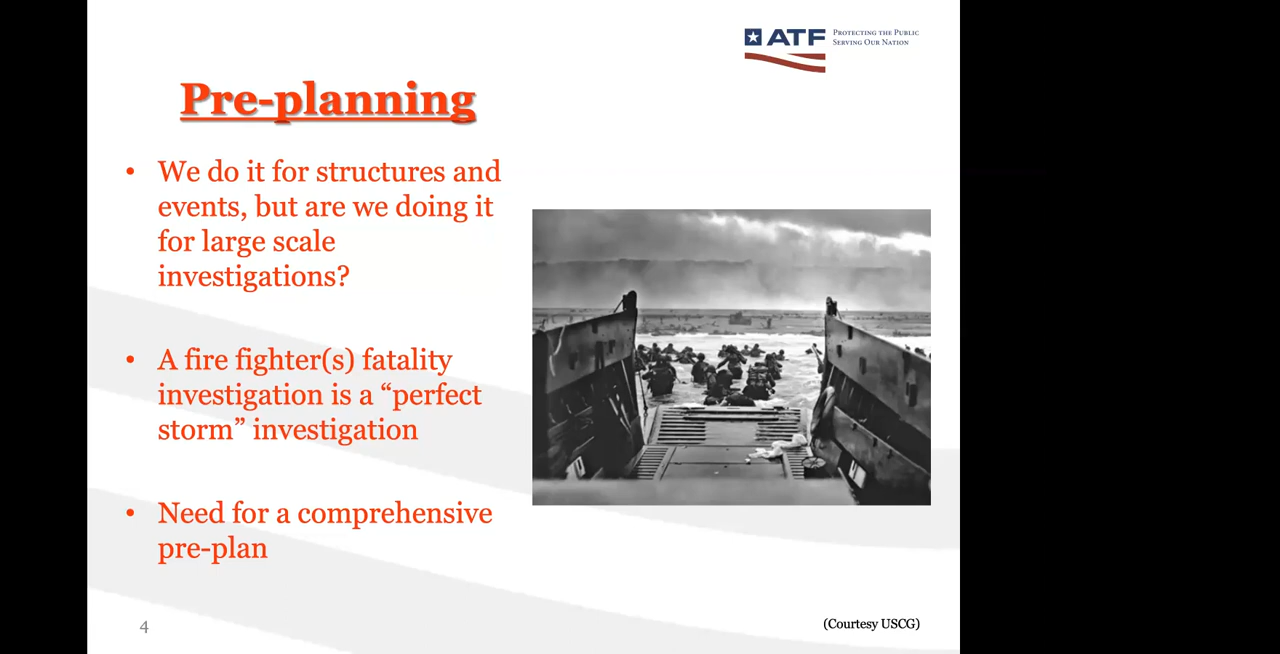 ATF
PROTECTING THE PUBLIC
SERVING OUR NATION
Pre-planning
• We do it for structures and
events, but are we doing it
for large scale
investigations?
• A fire fighter(s) fatality
investigation is a “perfect
storm” investigation
• Need for a comprehensive
pre-plan
4
(Courtesy USCG)